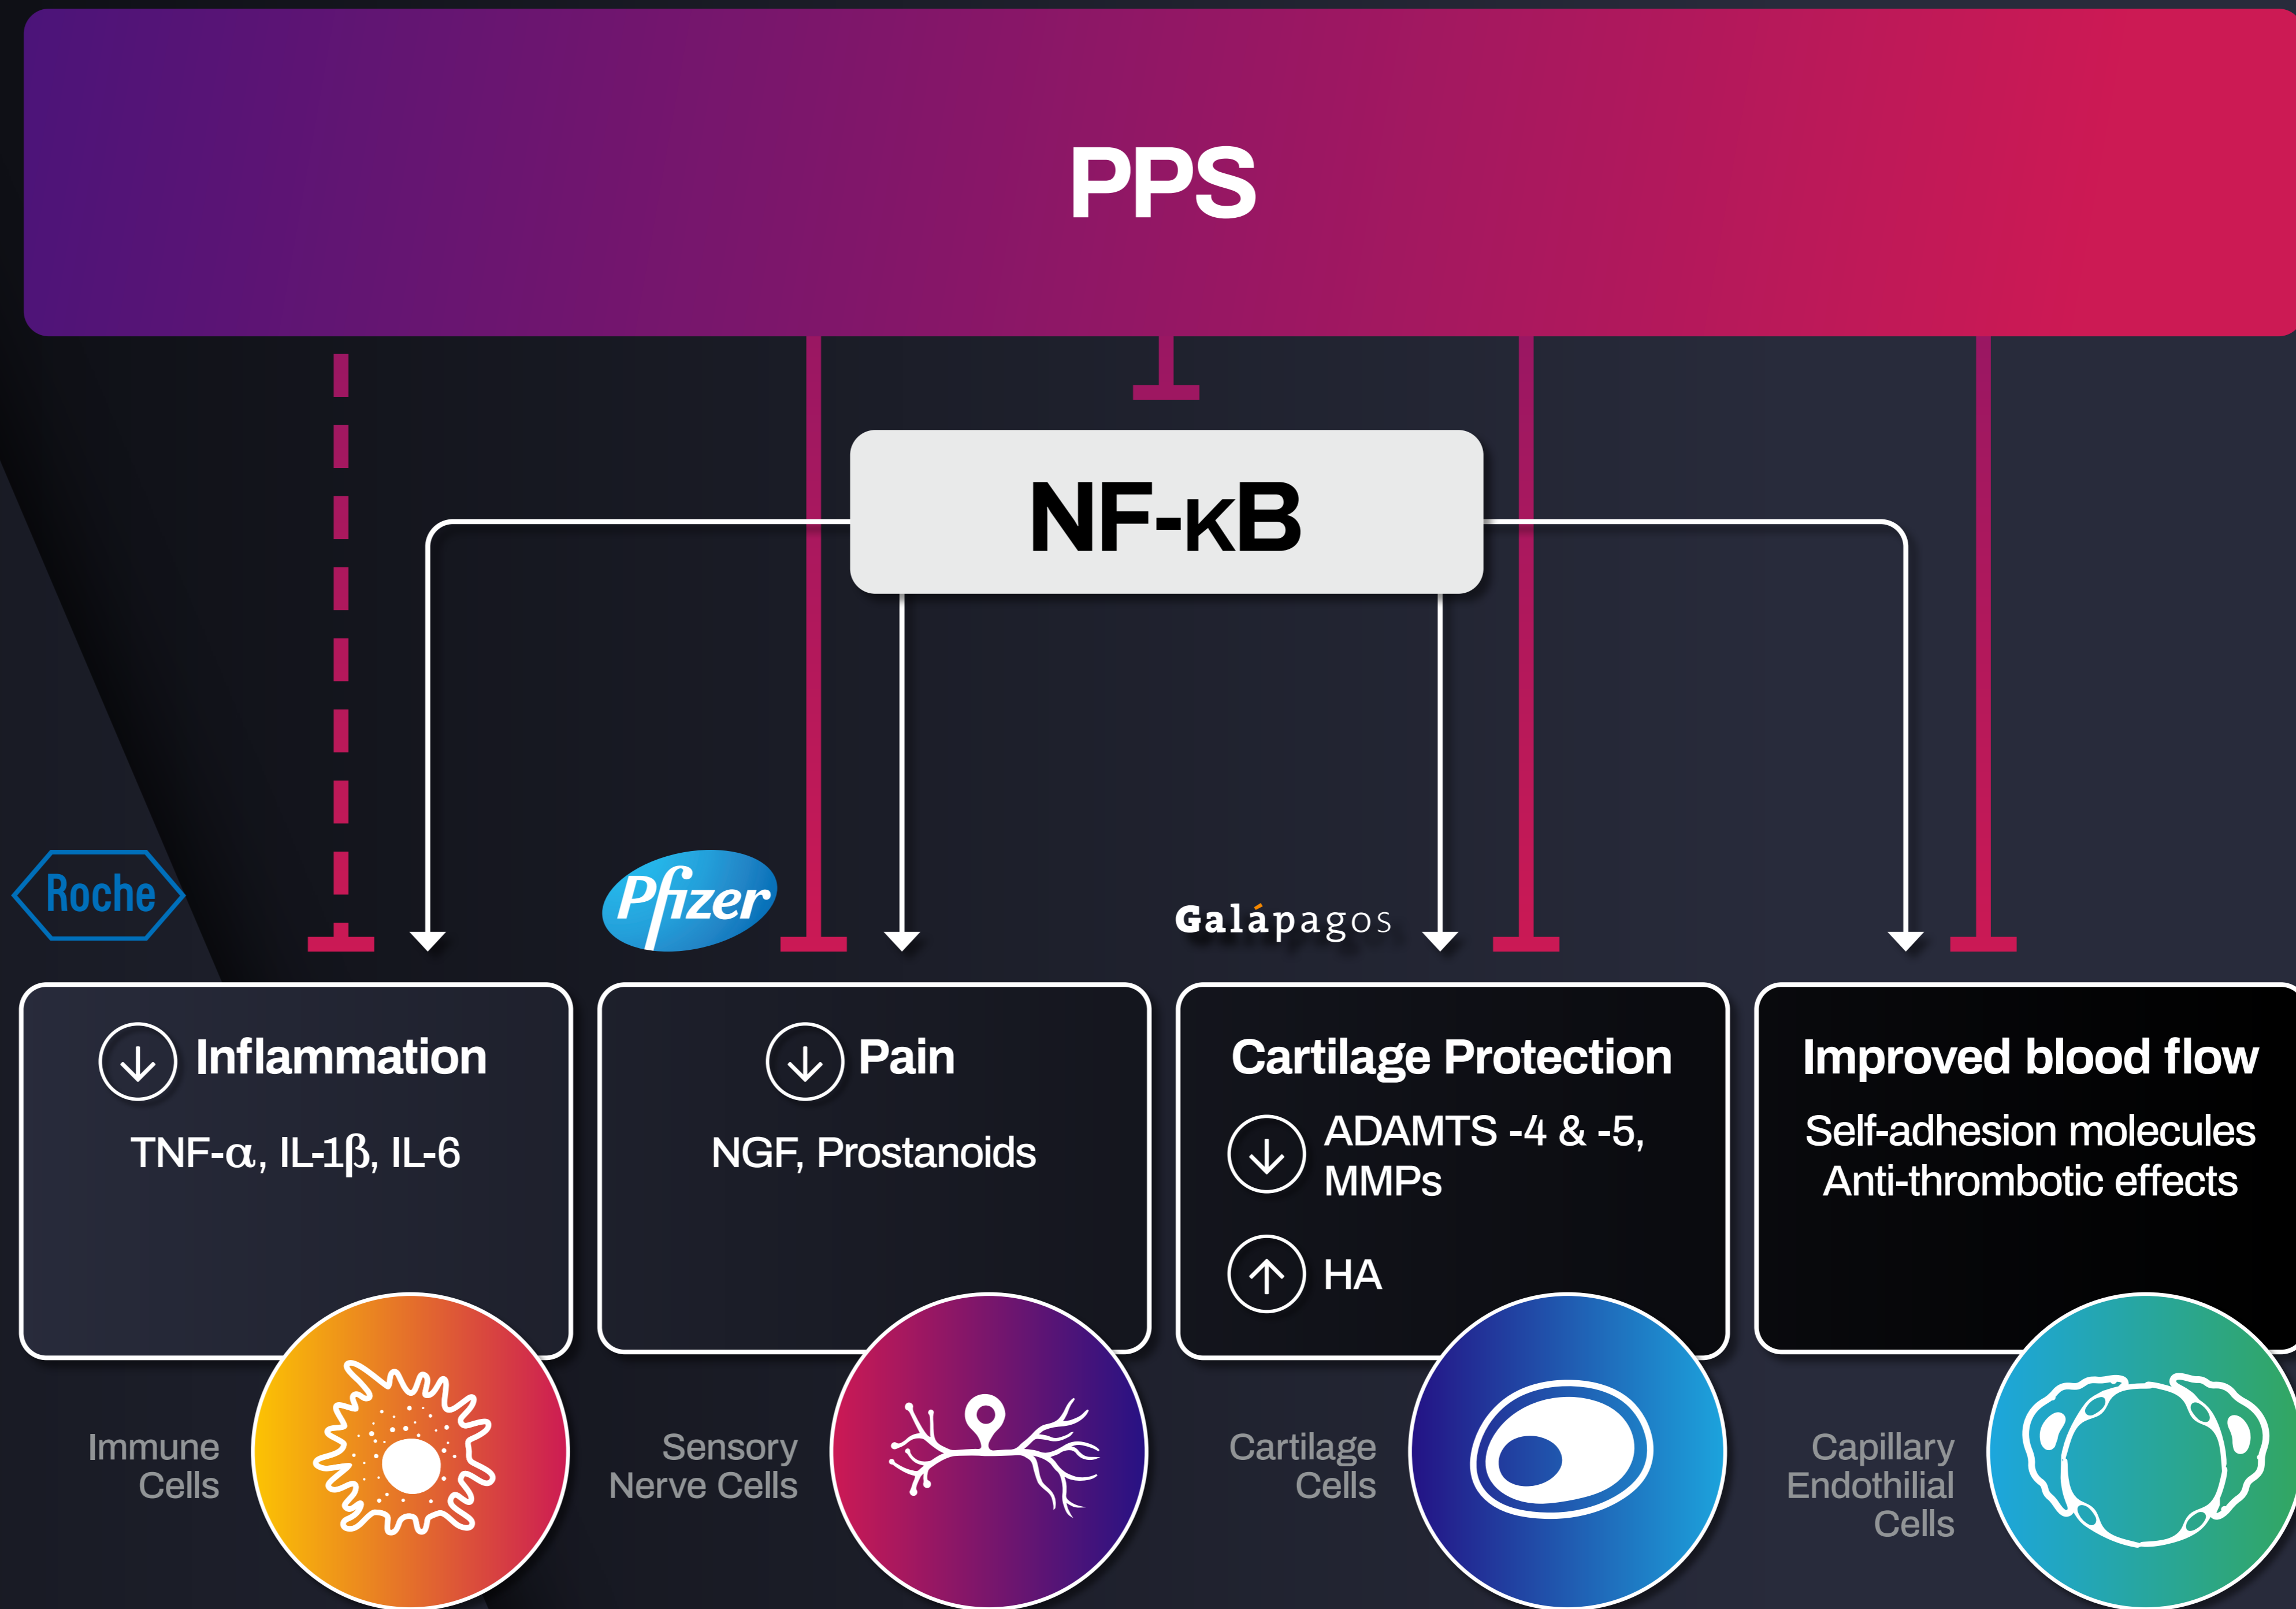 PPS
NF-κB
Roche
Pfizer
Galápagos
Inflammation
TNF-α, IL-1β, IL-6
Pain
NGF, Prostanoids
Cartilage Protection
ADAMTS -4 & -5,
MMPs
HA
Improved blood flow
Self-adhesion molecules
Anti-thrombotic effects
Immune
Cells
Sensory
Nerve Cells
Cartilage
Cells
Capillary
Endothilial
Cells